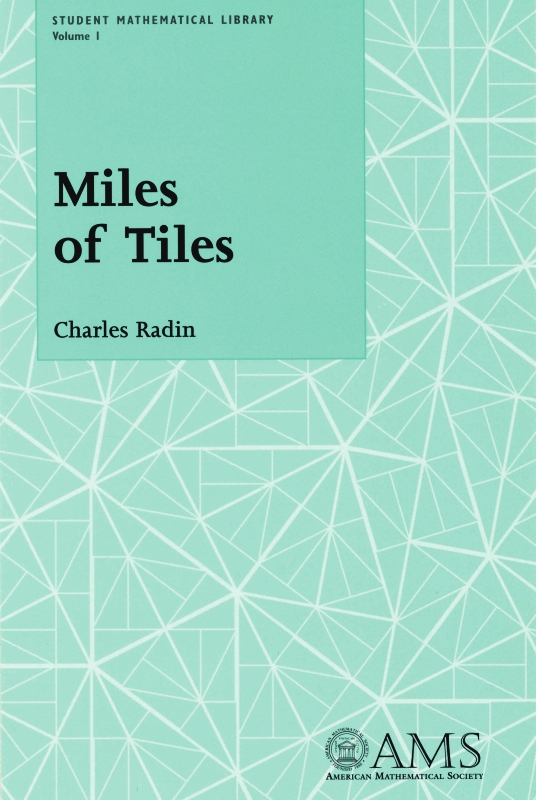 STUDENT MATHEMATICAL LIBRARY
Volume 1
Miles
of Tiles
Charles Radin
AMS
AMERICAN MATHEMATICAL SOCIETY